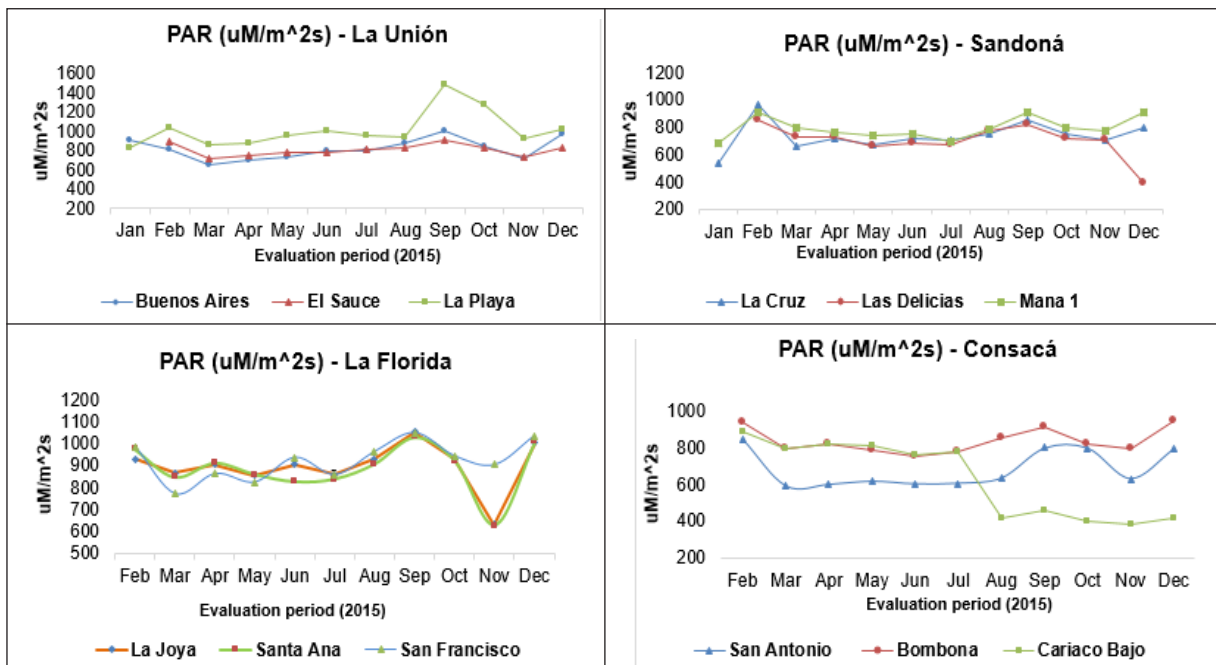 PAR (uM/m^2s) - La Unión
uM/m^2s
1600
1400
1200
1000
800
600
400
200
Jan Feb Mar Apr May Jun Jul Aug Sep Oct Nov Dec
Evaluation period (2015)
Buenos Aires El Sauce La Playa
PAR (uM/m^2s) - Sandoná
uM/m^2s
1200
1000
800
600
400
200
Jan Feb Mar Apr May Jun Jul Aug Sep Oct Nov Dec
Evaluation period (2015)
La Cruz Las Delicias Mana 1
PAR (uM/m^2s) - La Florida
uM/m^2s
1200
1100
1000
900
800
700
600
500
Feb Mar Apr May Jun Jul Aug Sep Oct Nov Dec
Evaluation period (2015)
La Joya Santa Ana San Francisco
PAR (uM/m^2s) - Consacá
uM/m^2s
1000
800
600
400
200
Feb Mar Apr May Jun Jul Aug Sep Oct Nov Dec
Evaluation period (2015)
San Antonio Bombona Cariaco Bajo